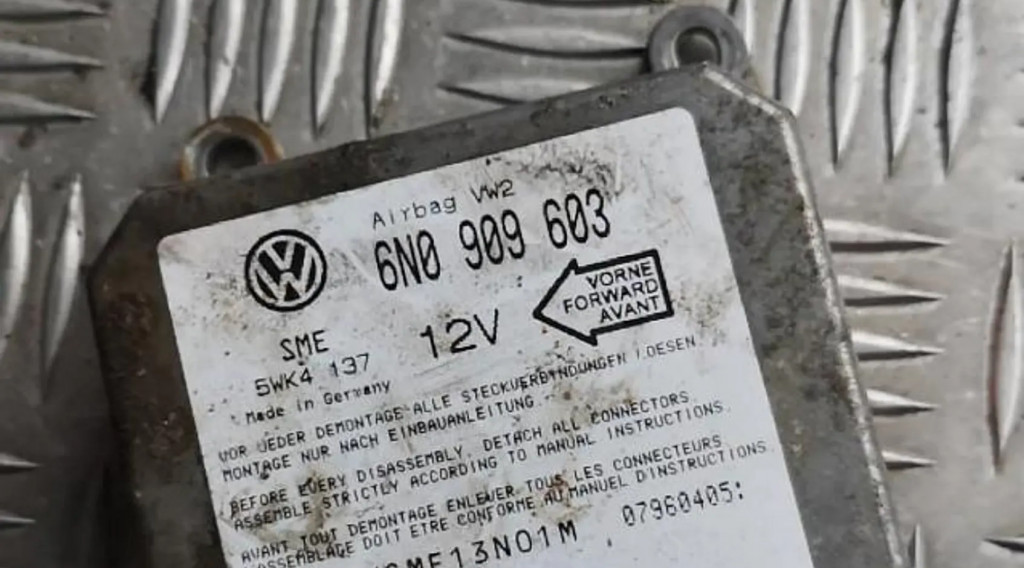 Airbag VW2
6N0 909 603
VORNE
FORWARD
AVANT
12V
SME
5WK4 137
Made in Germany
VOR JEDER DEMONTAGE ALLE STECKVERBINDUNGEN LOESEN
MONTAGE NUR NACH EINBAUANLEITUNG.
BEFORE EVERY DISASSEMBLY, DETACH ALL CONNECTORS.
ASSEMBLE STRICTLY ACCORDING TO MANUAL INSTRUCTIONS.
AVANT TOUT DEMONTAGE ENLEVER TOUS LES CONNECTEURS
ASSEMBLAGE DOIT ETRE CONFORME AU MANUEL D'INSTRUCTIONS.
07960405: